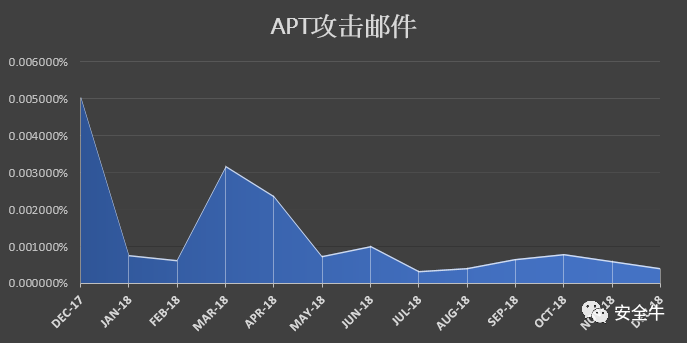 APT攻击邮件
0.006000%
0.005000%
0.004000%
0.003000%
0.002000%
0.001000%
0.000000%
DEC-17
JAN-18
FEB-18
MAR-18
APR-18
MAY-18
JUN-18
JUL-18
AUG-18
SEP-18
OCT-18
安全牛